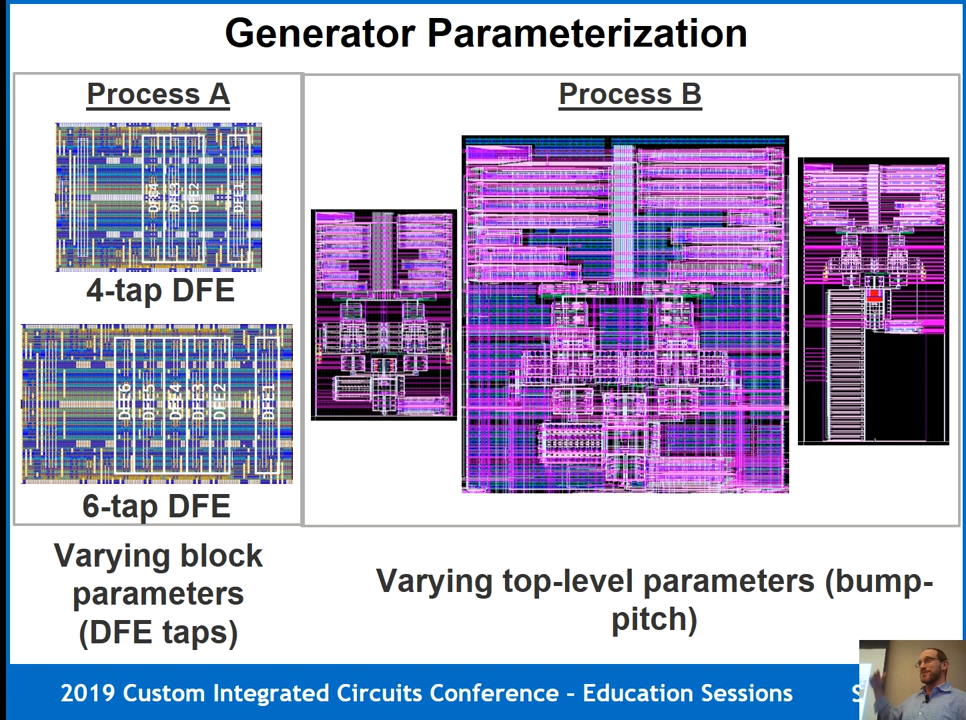 Generator Parameterization
Process A
Process B
DFE4
DFE3
DFE2
DFE1
4-tap DFE
DFE6
DFE5
DFE4
DFE3
DFE2
DFE1
6-tap DFE
Varying block
parameters
(DFE taps)
Varying top-level parameters (bump-
pitch)
2019 Custom Integrated Circuits Conference – Education Sessions
S